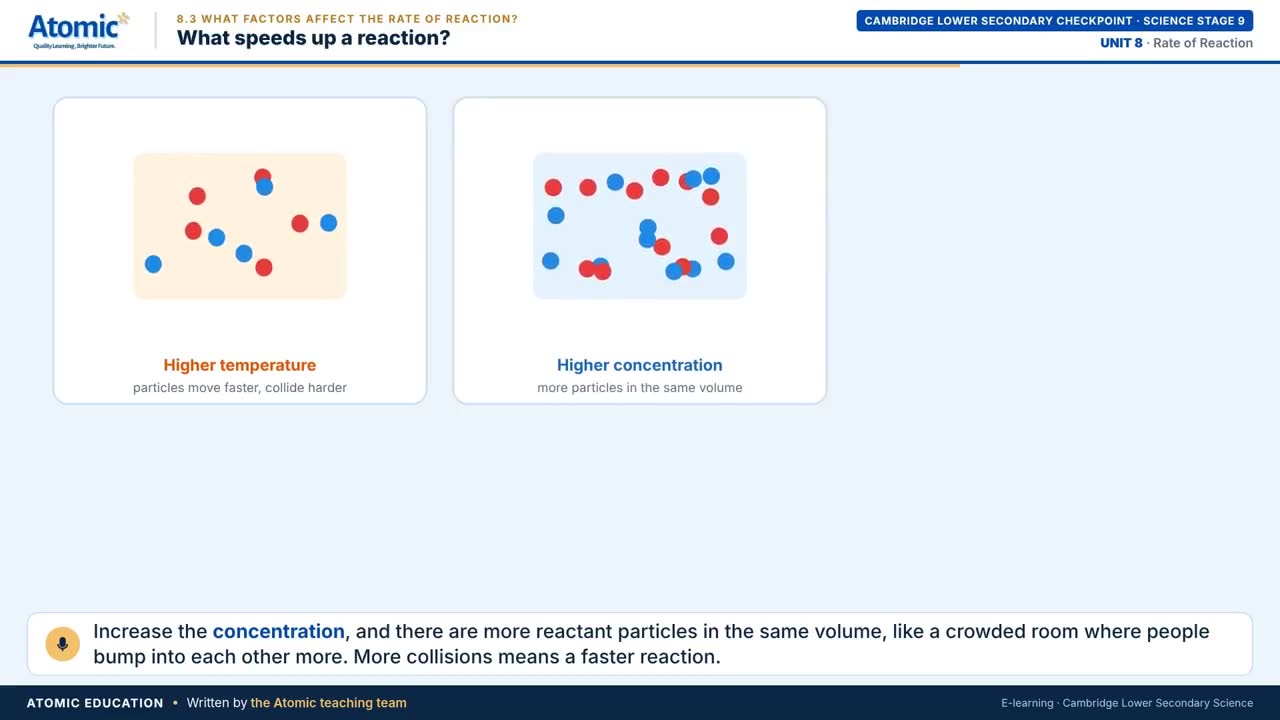 Atomic
Quality Learning, Brighter Future.
8.3 WHAT FACTORS AFFECT THE RATE OF REACTION?
What speeds up a reaction?
CAMBRIDGE LOWER SECONDARY CHECKPOINT · SCIENCE STAGE 9
UNIT 8 · Rate of Reaction
Higher temperature
particles move faster, collide harder
Higher concentration
more particles in the same volume
Increase the concentration, and there are more reactant particles in the same volume, like a crowded room where people
bump into each other more. More collisions means a faster reaction.
ATOMIC EDUCATION • Written by the Atomic teaching team
E-learning · Cambridge Lower Secondary Science